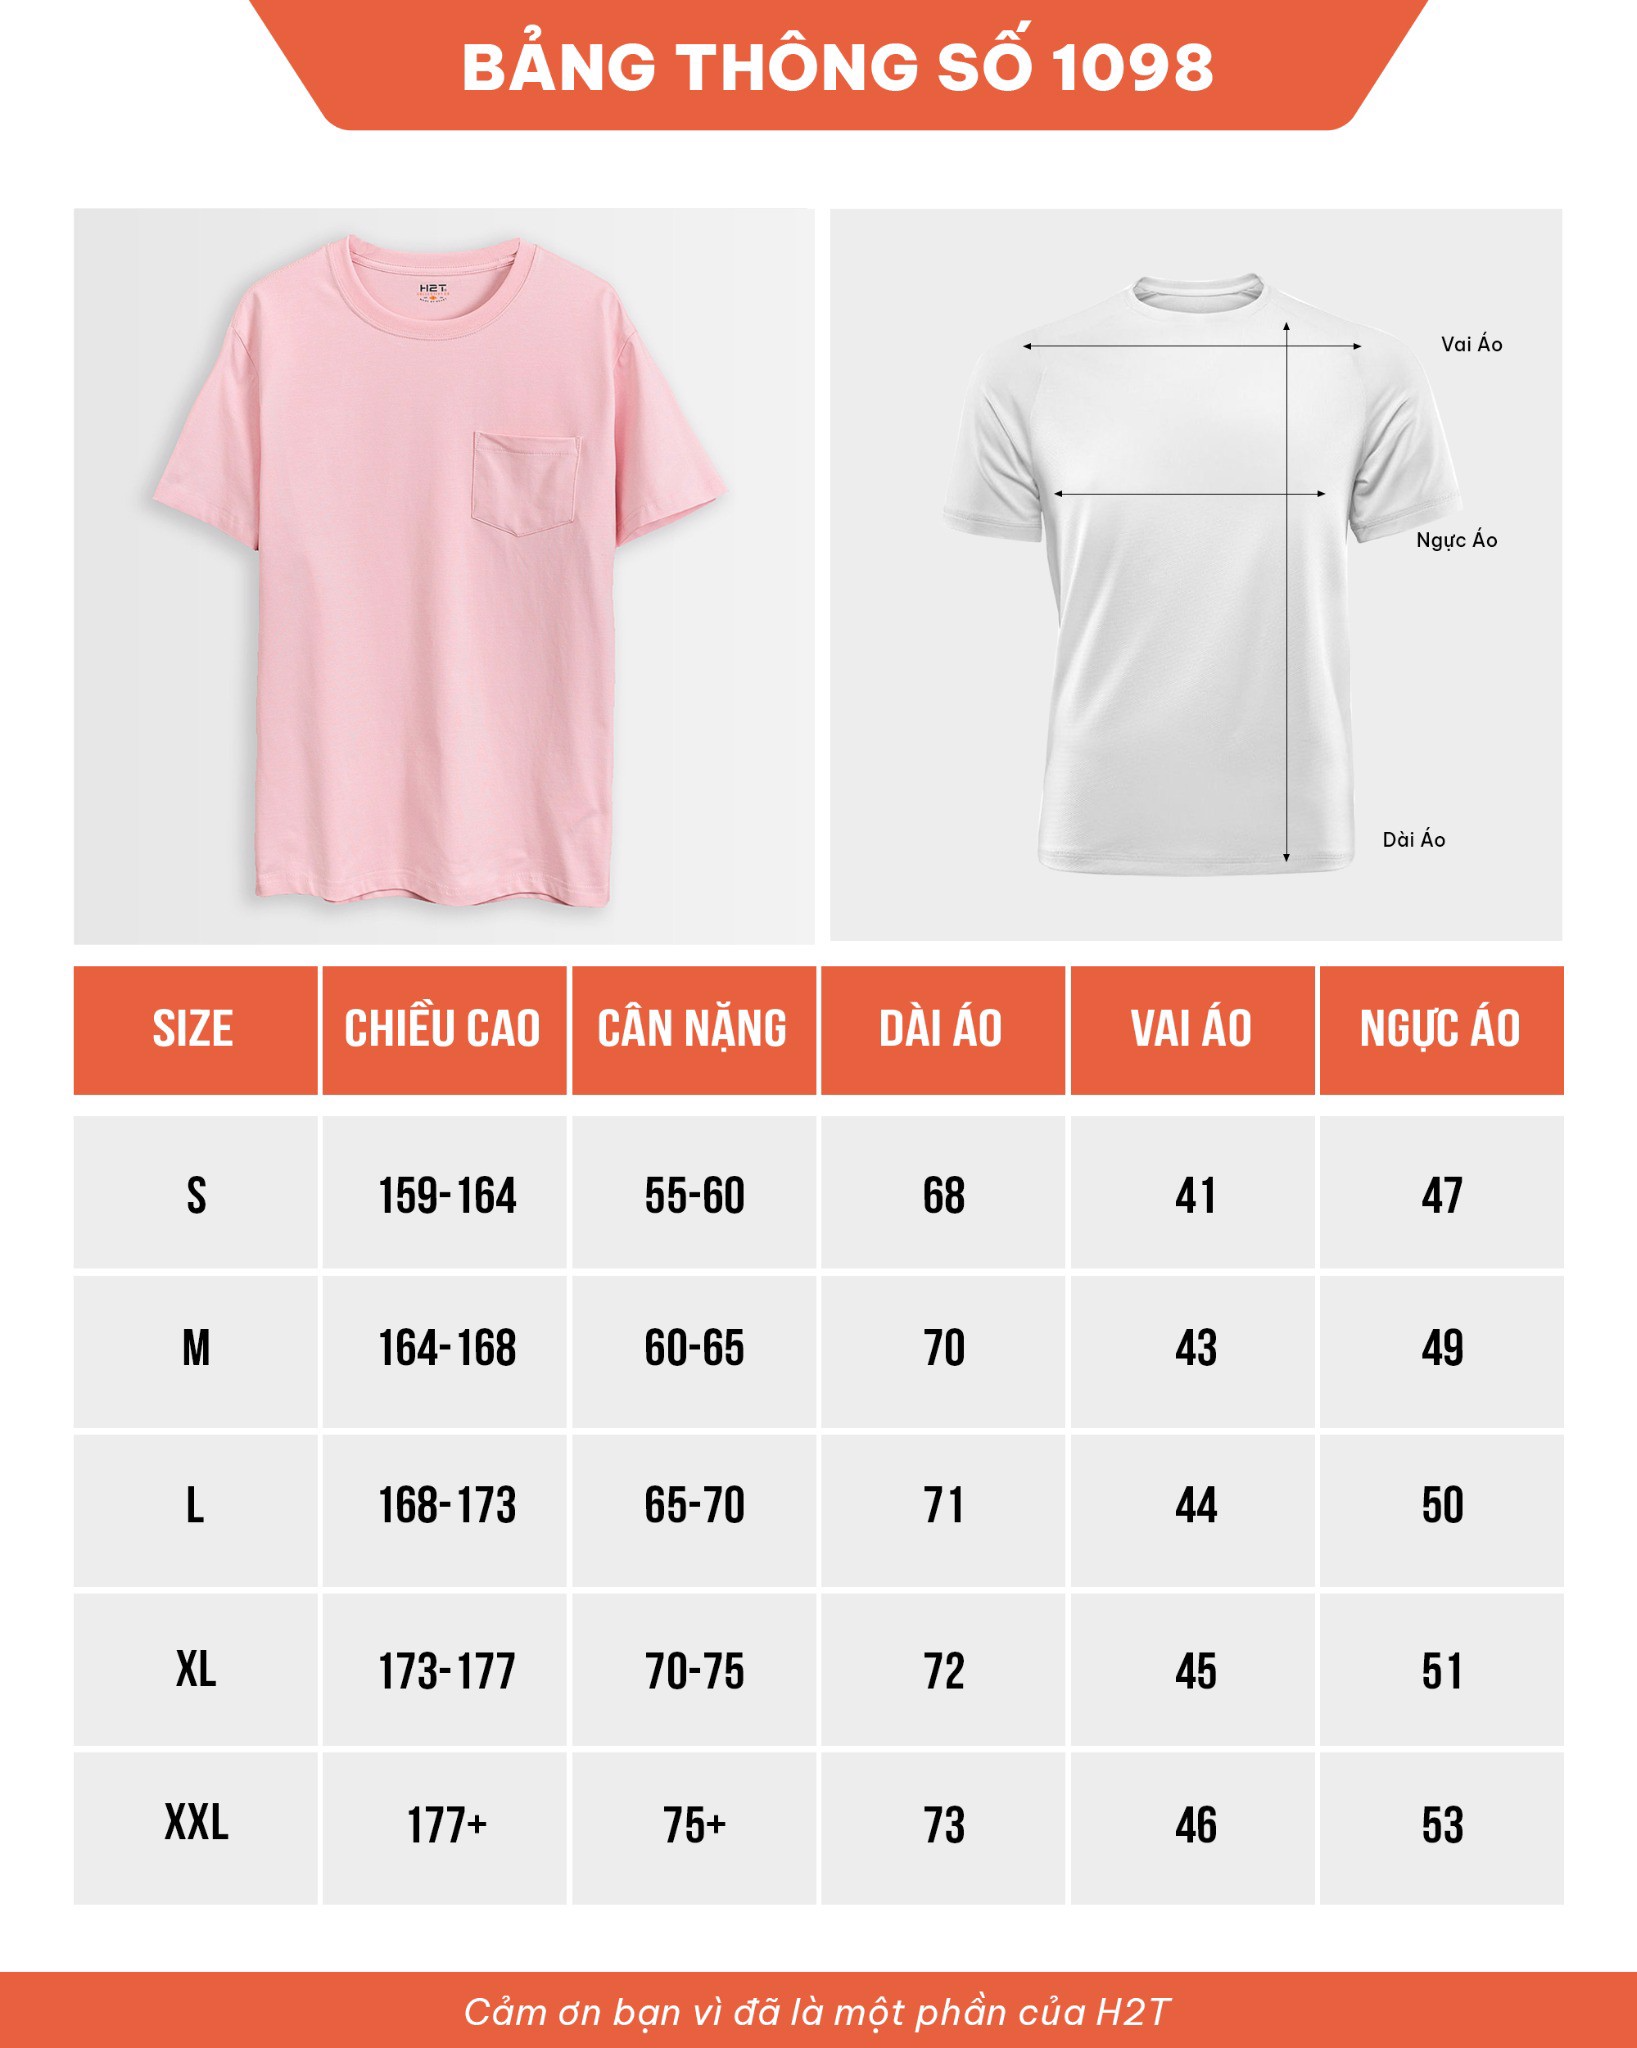 BẢNG THÔNG SỐ 1098
H2T
Vai Áo
Ngực Áo
Dài Áo
SIZE CHIỀU CAO CÂN NẶNG DÀI ÁO VAI ÁO NGỰC ÁO
S 159-164 55-60 68 41 47
M 164-168 60-65 70 43 49
L 168-173 65-70 71 44 50
XL 173-177 70-75 72 45 51
XXL 177+ 75+ 73 46 53
Cảm ơn bạn vì đã là một phần của H2T